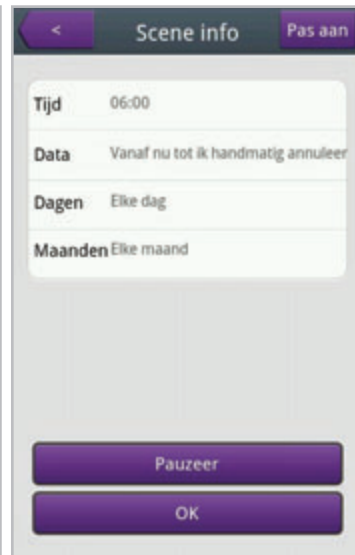 < Scene info Pas aan
Tijd 06:00
Data Vanaf nu tot ik handmatig annuleer
Dagen Elke dag
Maanden Elke maand
Pauzeer
OK